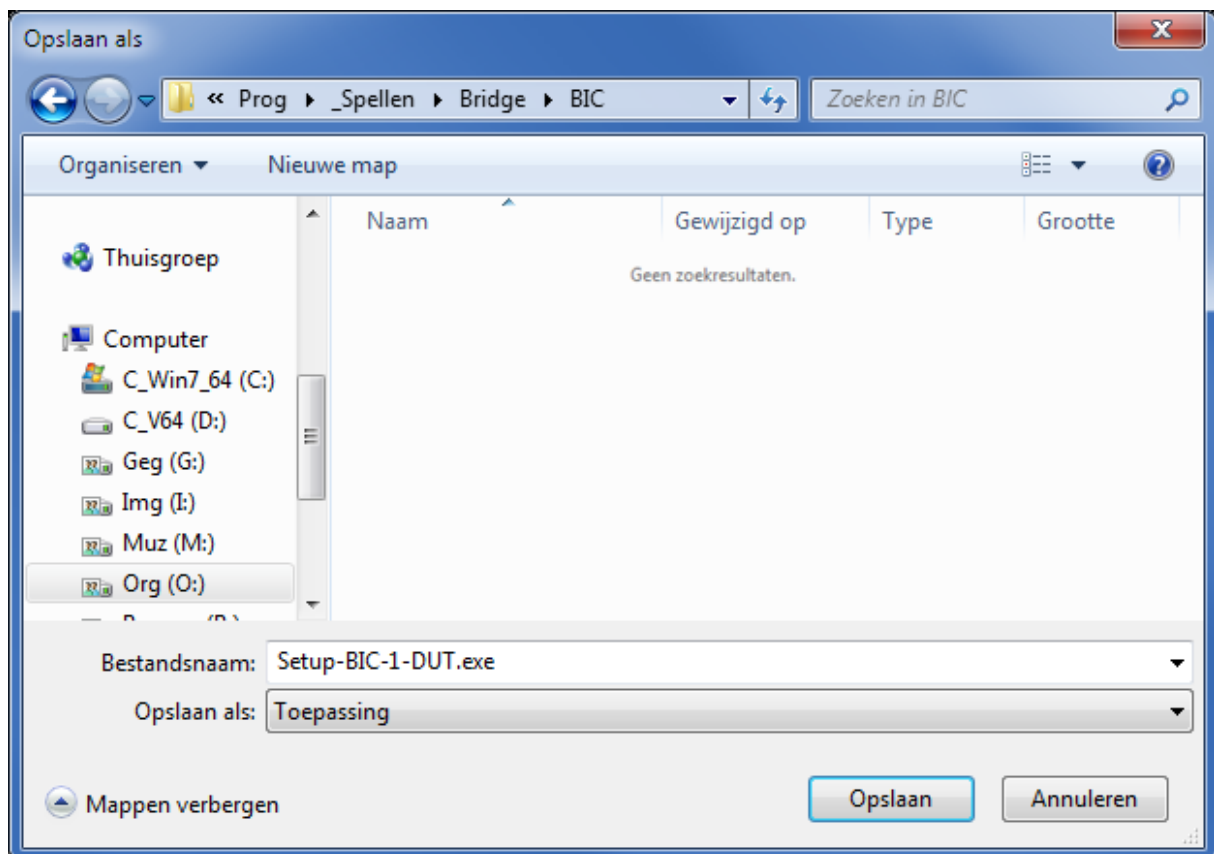 Opslaan als
« Prog ▸ _Spellen ▸ Bridge ▸ BIC
Zoeken in BIC
Organiseren
Nieuwe map
Naam
Gewijzigd op
Type
Grootte
Geen zoekresultaten.
Thuisgroep
Computer
C_Win7_64 (C:)
C_V64 (D:)
Geg (G:)
Img (I:)
Muz (M:)
Org (O:)
Bestandsnaam: Setup-BIC-1-DUT.exe
Opslaan als: Toepassing
Mappen verbergen
Opslaan
Annuleren